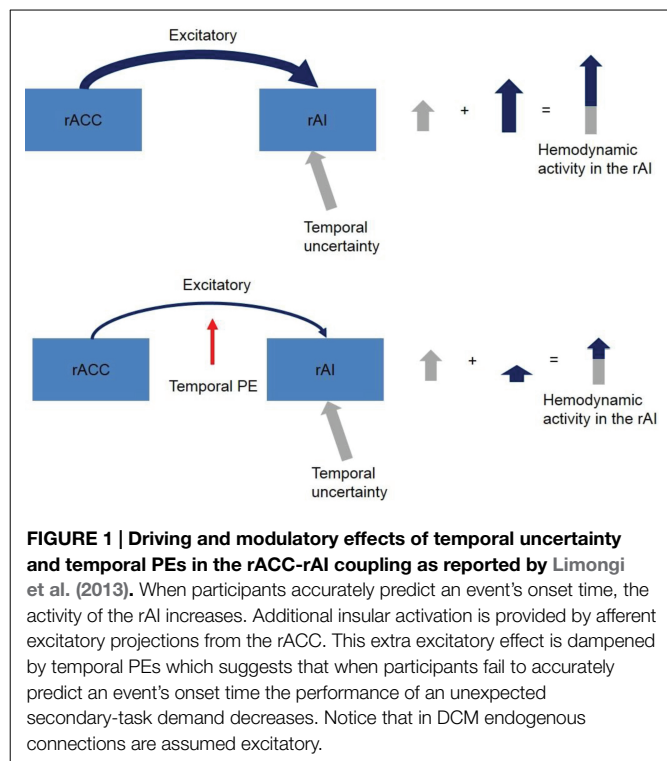 Excitatory
rACC
rAI
+
=
Hemodynamic
activity in the rAI
Temporal
uncertainty
Excitatory
rACC
rAI
+
=
Temporal PE
Hemodynamic
activity in the rAI
Temporal
uncertainty
FIGURE 1 | Driving and modulatory effects of temporal uncertainty
and temporal PEs in the rACC-rAI coupling as reported by Limongi
et al. (2013). When participants accurately predict an event’s onset time, the
activity of the rAI increases. Additional insular activation is provided by afferent
excitatory projections from the rACC. This extra excitatory effect is dampened
by temporal PEs which suggests that when participants fail to accurately
predict an event’s onset time the performance of an unexpected
secondary-task demand decreases. Notice that in DCM endogenous
connections are assumed excitatory.